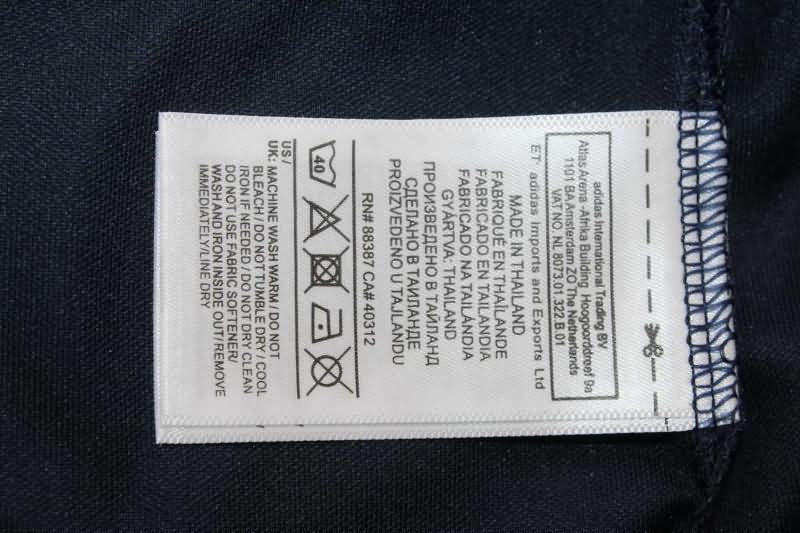 adidas International Trading BV
Atlas Arena -Afrika Building Hoogoorddreef 9a
1101 BA Amsterdam ZO The Netherlands
VAT NO. NL 8073.01.322.B.01
ET adidas Imports and Exports Ltd
MADE IN THAILAND
FABRIQUÉ EN THAÏLANDE
FABRICADO EN TAILANDIA
FABRICADO NA TAILÂNDIA
GYÁRTVA: THAILAND
ПРОИЗВЕДЕНО В ТАЙЛАНД
СДЕЛАНО В ТАИЛАНДЕ
PROIZVEDENO U TAJLANDU
RN# 88387 CA# 40312
40
US /
UK: MACHINE WASH WARM / DO NOT
BLEACH / DO NOT TUMBLE DRY / COOL
IRON IF NEEDED / DO NOT DRY CLEAN
DO NOT USE FABRIC SOFTENER/
WASH AND IRON INSIDE OUT/REMOVE
IMMEDIATELY/LINE DRY